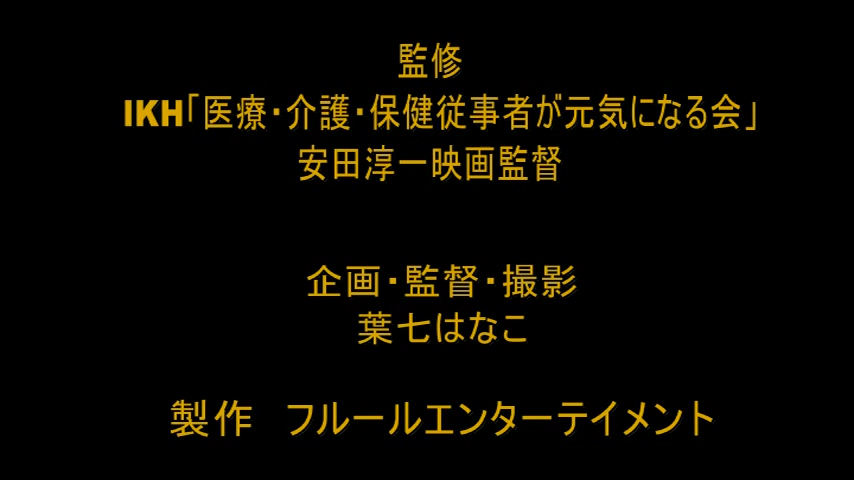 監修
IKH「医療・介護・保健従事者が元気になる会」
安田淳一映画監督
企画・監督・撮影
葉七はなこ
製作　フルールエンターテイメント